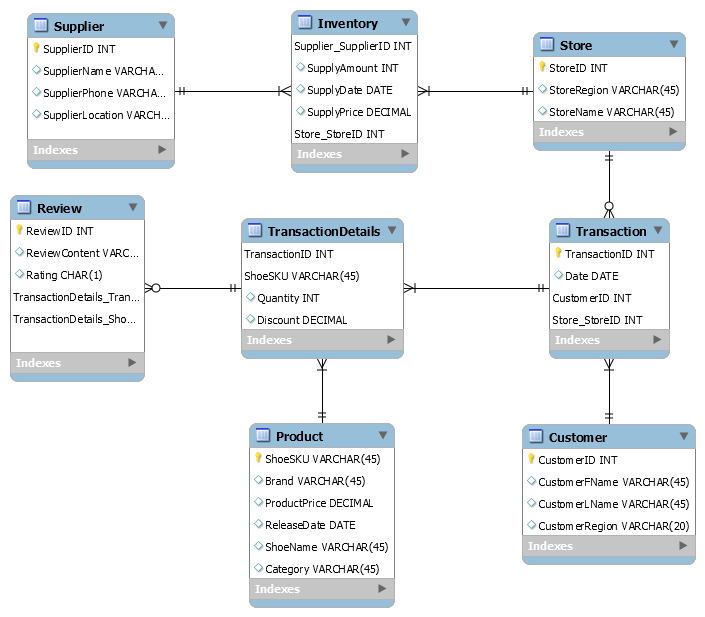 Supplier
SupplierID INT
SupplierName VARCHA...
SupplierPhone VARCHA...
SupplierLocation VARCH...
Indexes
Inventory
Supplier_SupplierID INT
SupplyAmount INT
SupplyDate DATE
SupplyPrice DECIMAL
Store_StoreID INT
Indexes
Store
StoreID INT
StoreRegion VARCHAR(45)
StoreName VARCHAR(45)
Indexes
Review
ReviewID INT
ReviewContent VARC...
Rating CHAR(1)
TransactionDetails_Tran...
TransactionDetails_Sho...
Indexes
TransactionDetails
TransactionID INT
ShoeSKU VARCHAR(45)
Quantity INT
Discount DECIMAL
Indexes
Transaction
TransactionID INT
Date DATE
CustomerID INT
Store_StoreID INT
Indexes
Product
ShoeSKU VARCHAR(45)
Brand VARCHAR(45)
ProductPrice DECIMAL
ReleaseDate DATE
ShoeName VARCHAR(45)
Category VARCHAR(45)
Indexes
Customer
CustomerID INT
CustomerFName VARCHAR(45)
CustomerLName VARCHAR(45)
CustomerRegion VARCHAR(20)
Indexes